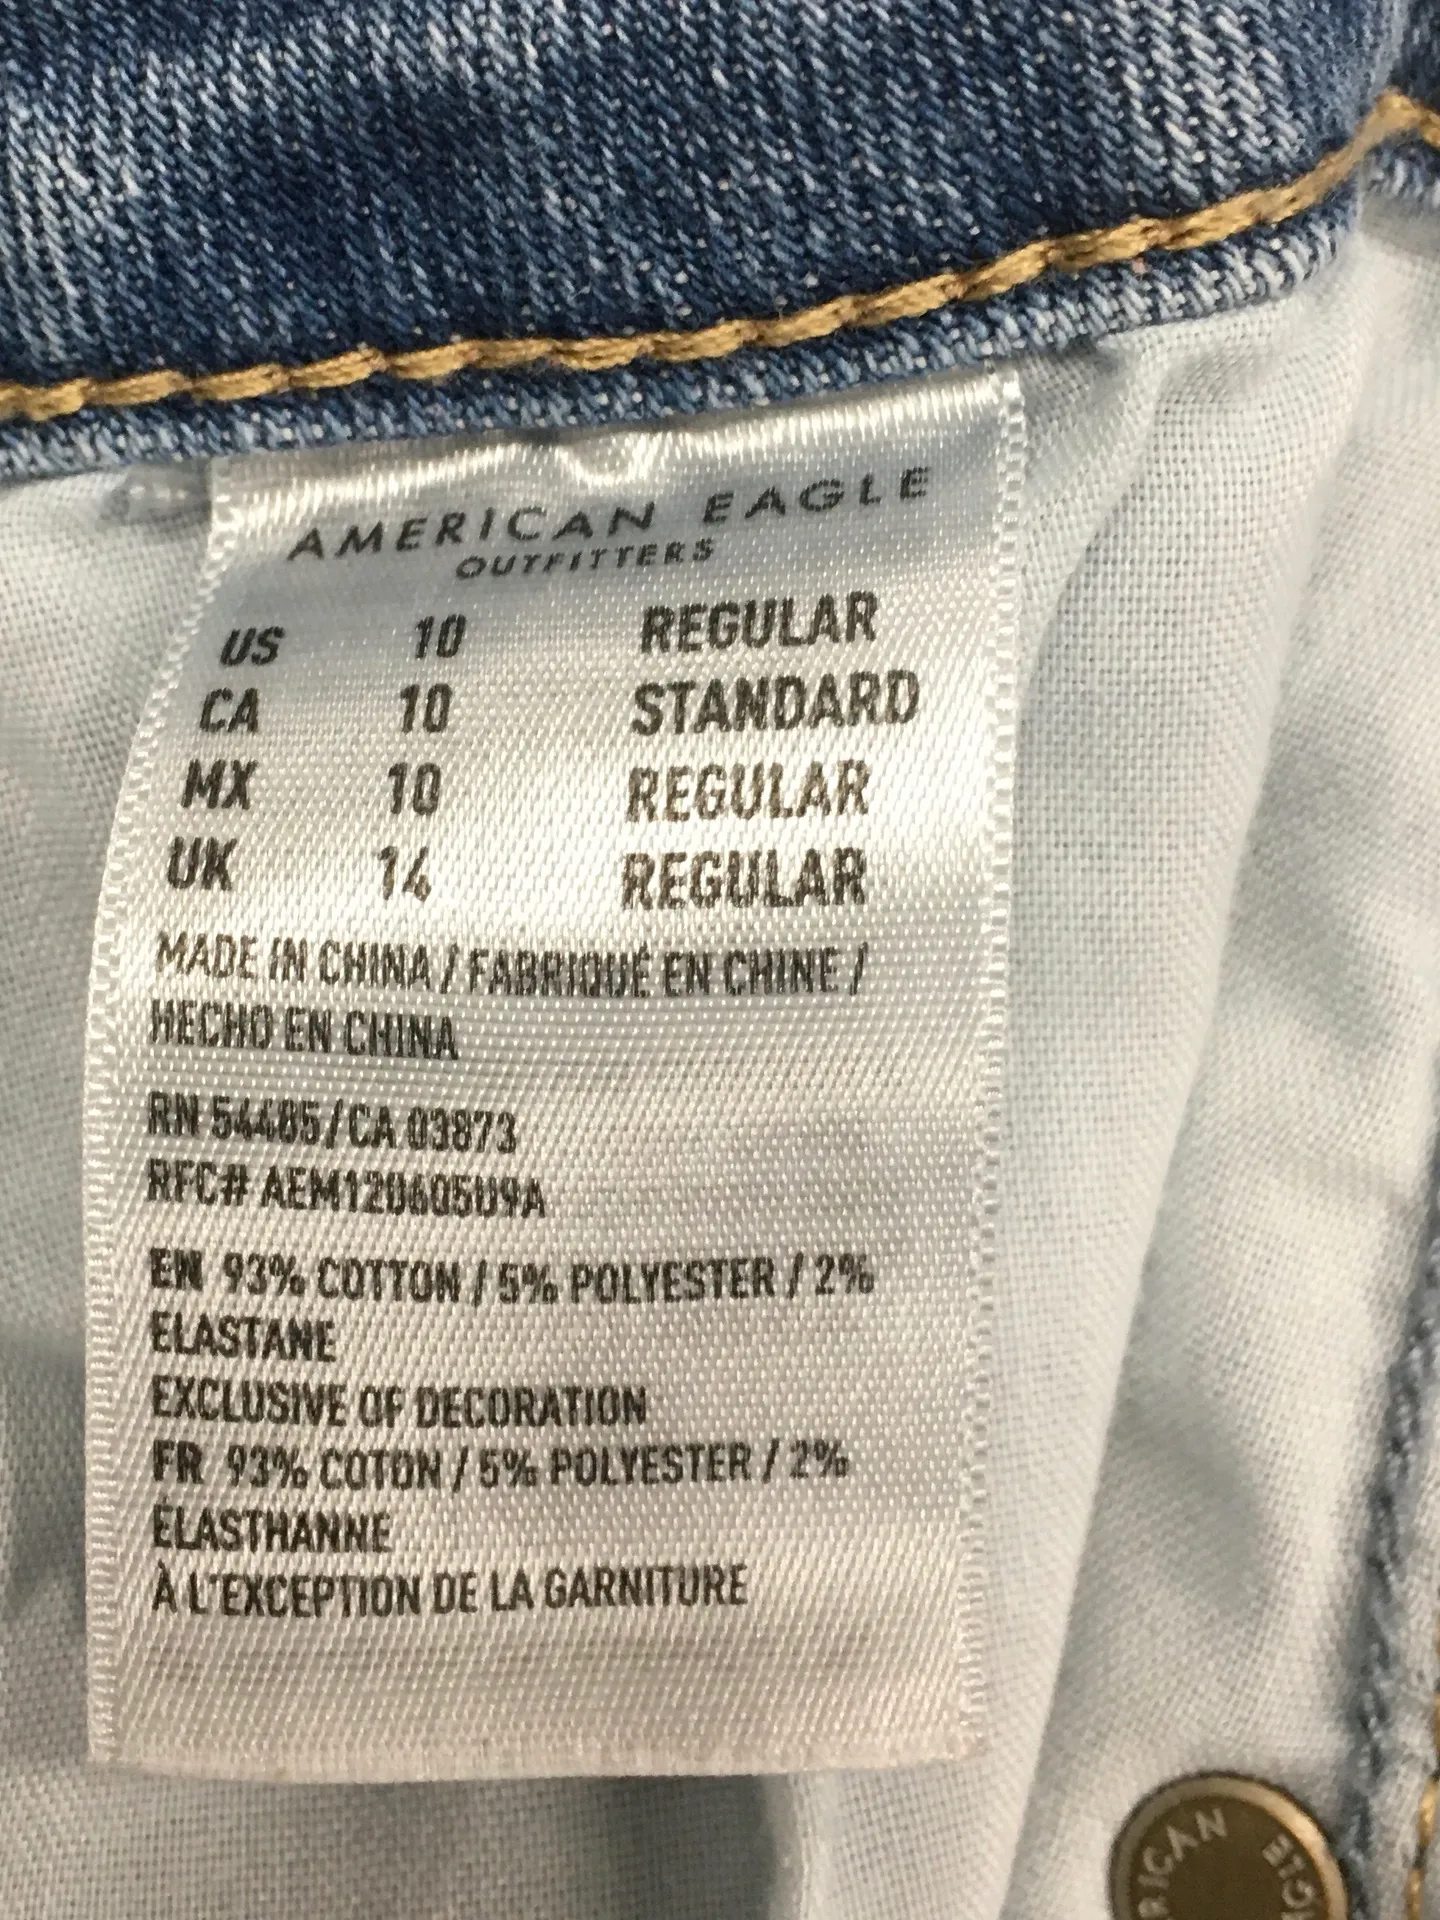 AMERICAN EAGLE
OUTFITTERS
US 10 REGULAR
CA 10 STANDARD
MX 10 REGULAR
UK 14 REGULAR
MADE IN CHINA / FABRIQUÉ EN CHINE /
HECHO EN CHINA
RN 54485/CA 03873
RFC# AEM120605U9A
EN 93% COTTON / 5% POLYESTER / 2%
ELASTANE
EXCLUSIVE OF DECORATION
FR 93% COTON / 5% POLYESTER / 2%
ÉLASTHANNE
À L'EXCEPTION DE LA GARNITURE